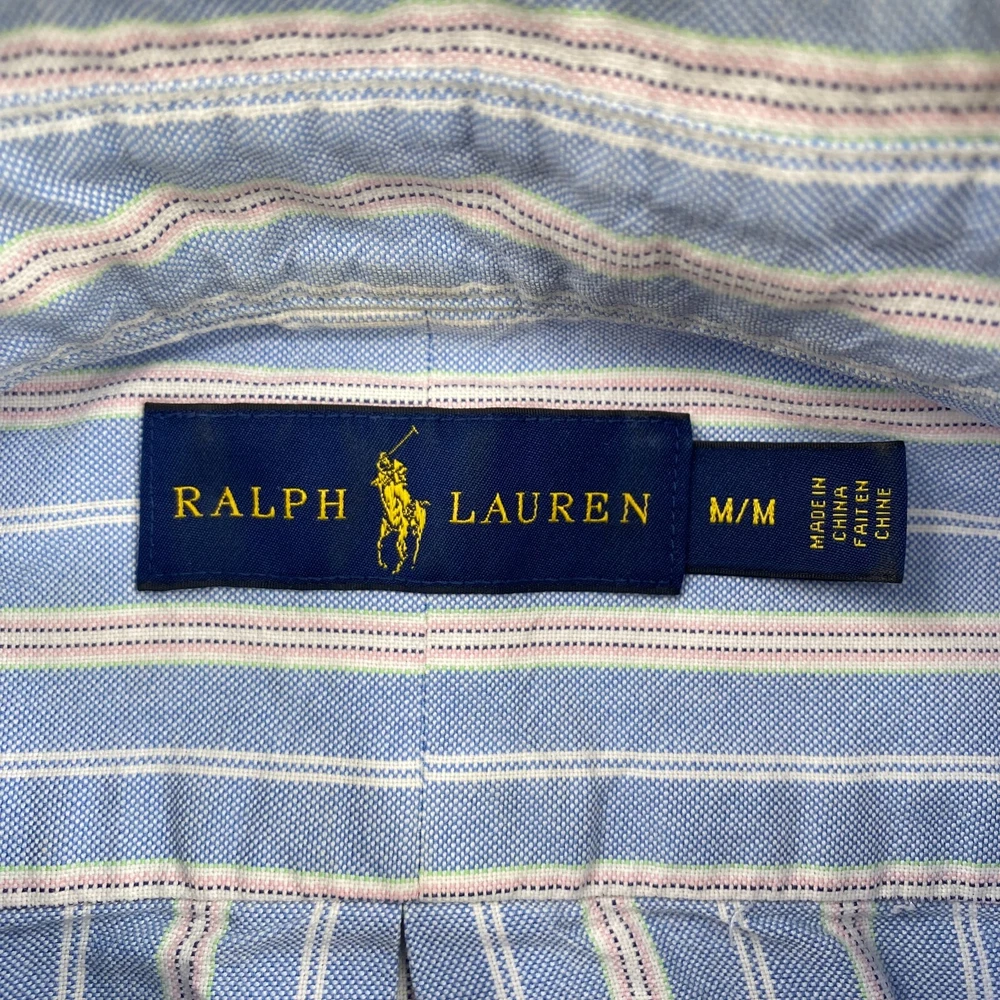 RALPH LAUREN
M/M
MADE IN
CHINA
FAIT EN
CHINE